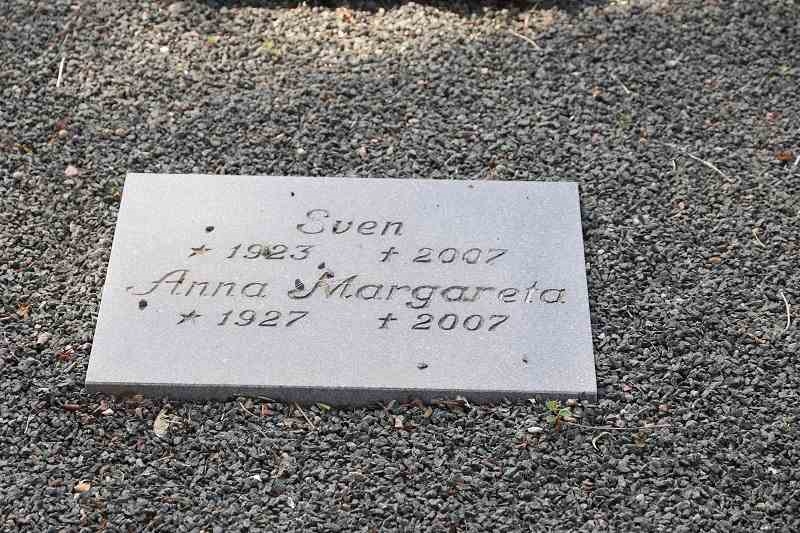 Sven
★ 1923 ✝ 2007
Anna Margareta
★ 1927 ✝ 2007